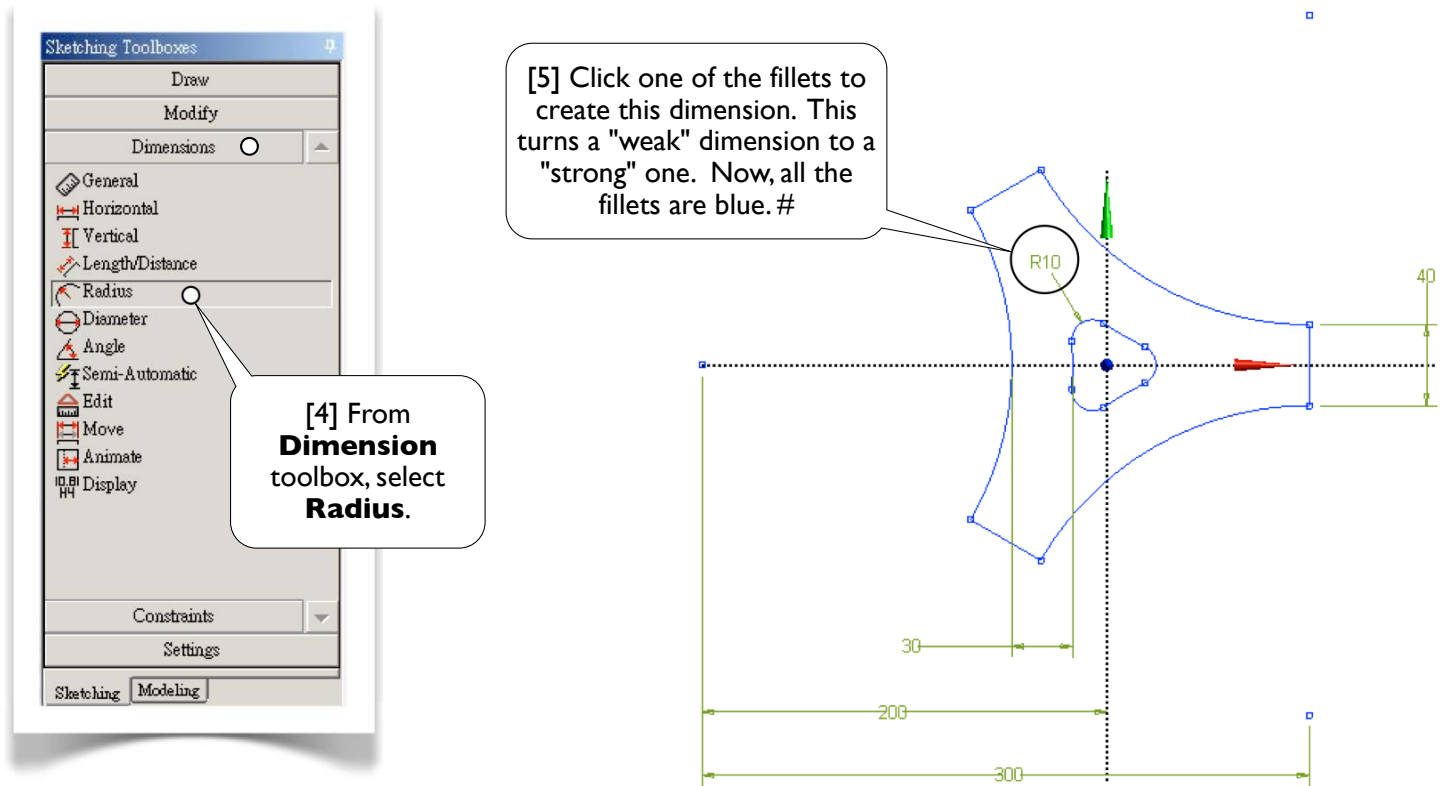 Sketching Toolboxes
Draw
Modify
Dimensions
General
Horizontal
Vertical
Length/Distance
Radius
Diameter
Angle
Semi-Automatic
Edit
Move
Animate
Display
Constraints
Settings
Sketching Modeling
[4] From
Dimension
toolbox, select
Radius.
[5] Click one of the fillets to
create this dimension. This
turns a "weak" dimension to a
"strong" one. Now, all the
fillets are blue. #
R10
40
30
200
300